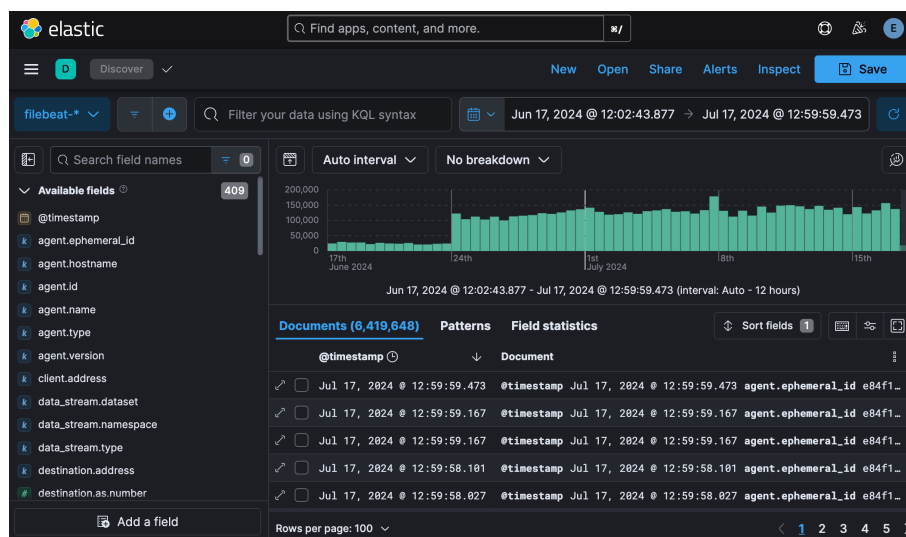 elastic
Find apps, content, and more.
⌘/
E
D
Discover
New Open Share Alerts Inspect Save
filebeat-*
Filter your data using KQL syntax
Jun 17, 2024 @ 12:02:43.877 → Jul 17, 2024 @ 12:59:59.473
Search field names 0
Auto interval No breakdown
Available fields 409
@timestamp
agent.ephemeral_id
agent.hostname
agent.id
agent.name
agent.type
agent.version
client.address
data_stream.dataset
data_stream.namespace
data_stream.type
destination.address
destination.as.number
Add a field
200,000
150,000
100,000
50,000
0
17th 24th 1st 8th 15th
June 2024 July 2024
Jun 17, 2024 @ 12:02:43.877 - Jul 17, 2024 @ 12:59:59.473 (interval: Auto - 12 hours)
Documents (6,419,648) Patterns Field statistics Sort fields 1
@timestamp Document
Jul 17, 2024 @ 12:59:59.473 @timestamp Jul 17, 2024 @ 12:59:59.473 agent.ephemeral_id e84f1…
Jul 17, 2024 @ 12:59:59.167 @timestamp Jul 17, 2024 @ 12:59:59.167 agent.ephemeral_id e84f1…
Jul 17, 2024 @ 12:59:59.167 @timestamp Jul 17, 2024 @ 12:59:59.167 agent.ephemeral_id e84f1…
Jul 17, 2024 @ 12:59:58.101 @timestamp Jul 17, 2024 @ 12:59:58.101 agent.ephemeral_id e84f1…
Jul 17, 2024 @ 12:59:58.027 @timestamp Jul 17, 2024 @ 12:59:58.027 agent.ephemeral_id e84f1…
Rows per page: 100 1 2 3 4 5